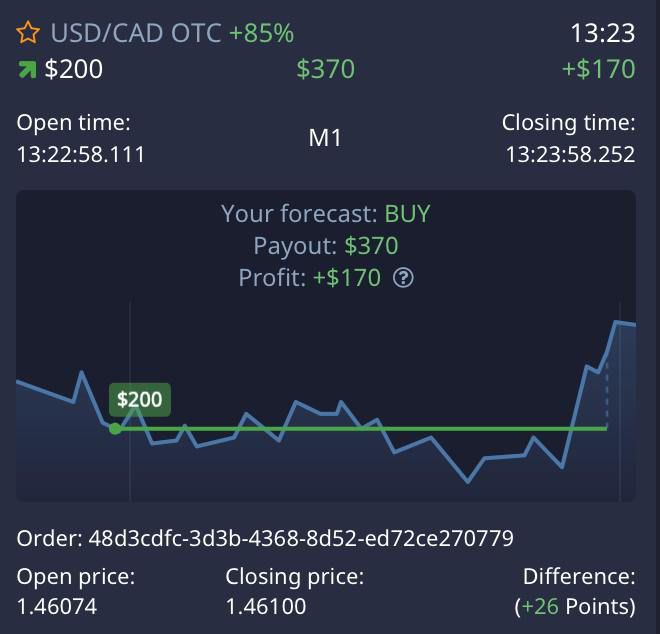 USD/CAD OTC +85% 13:23
$200 $370 +$170
Open time: Closing time:
13:22:58.111 M1 13:23:58.252
Your forecast: BUY
Payout: $370
Profit: +$170 ?
$200
Order: 48d3cdfc-3d3b-4368-8d52-ed72ce270779
Open price: Closing price: Difference:
1.46074 1.46100 (+26 Points)